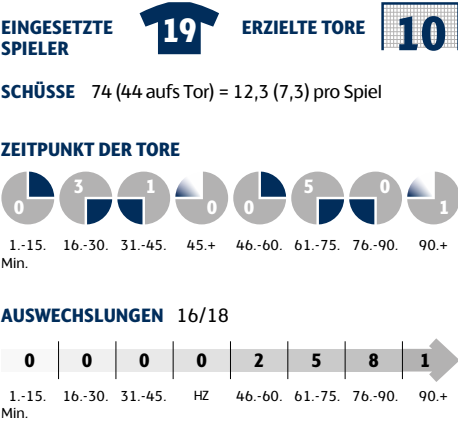 EINGESETZTE SPIELER 19 ERZIELTE TORE 10
SCHÜSSE 74 (44 aufs Tor) = 12,3 (7,3) pro Spiel
ZEITPUNKT DER TORE
0 3 1 0 0 5 0 1
1.-15. Min. 16.-30. 31.-45. 45.+ 46.-60. 61.-75. 76.-90. 90.+
AUSWECHSLUNGEN 16/18
0 0 0 0 2 5 8 1
1.-15. Min. 16.-30. 31.-45. HZ 46.-60. 61.-75. 76.-90. 90.+